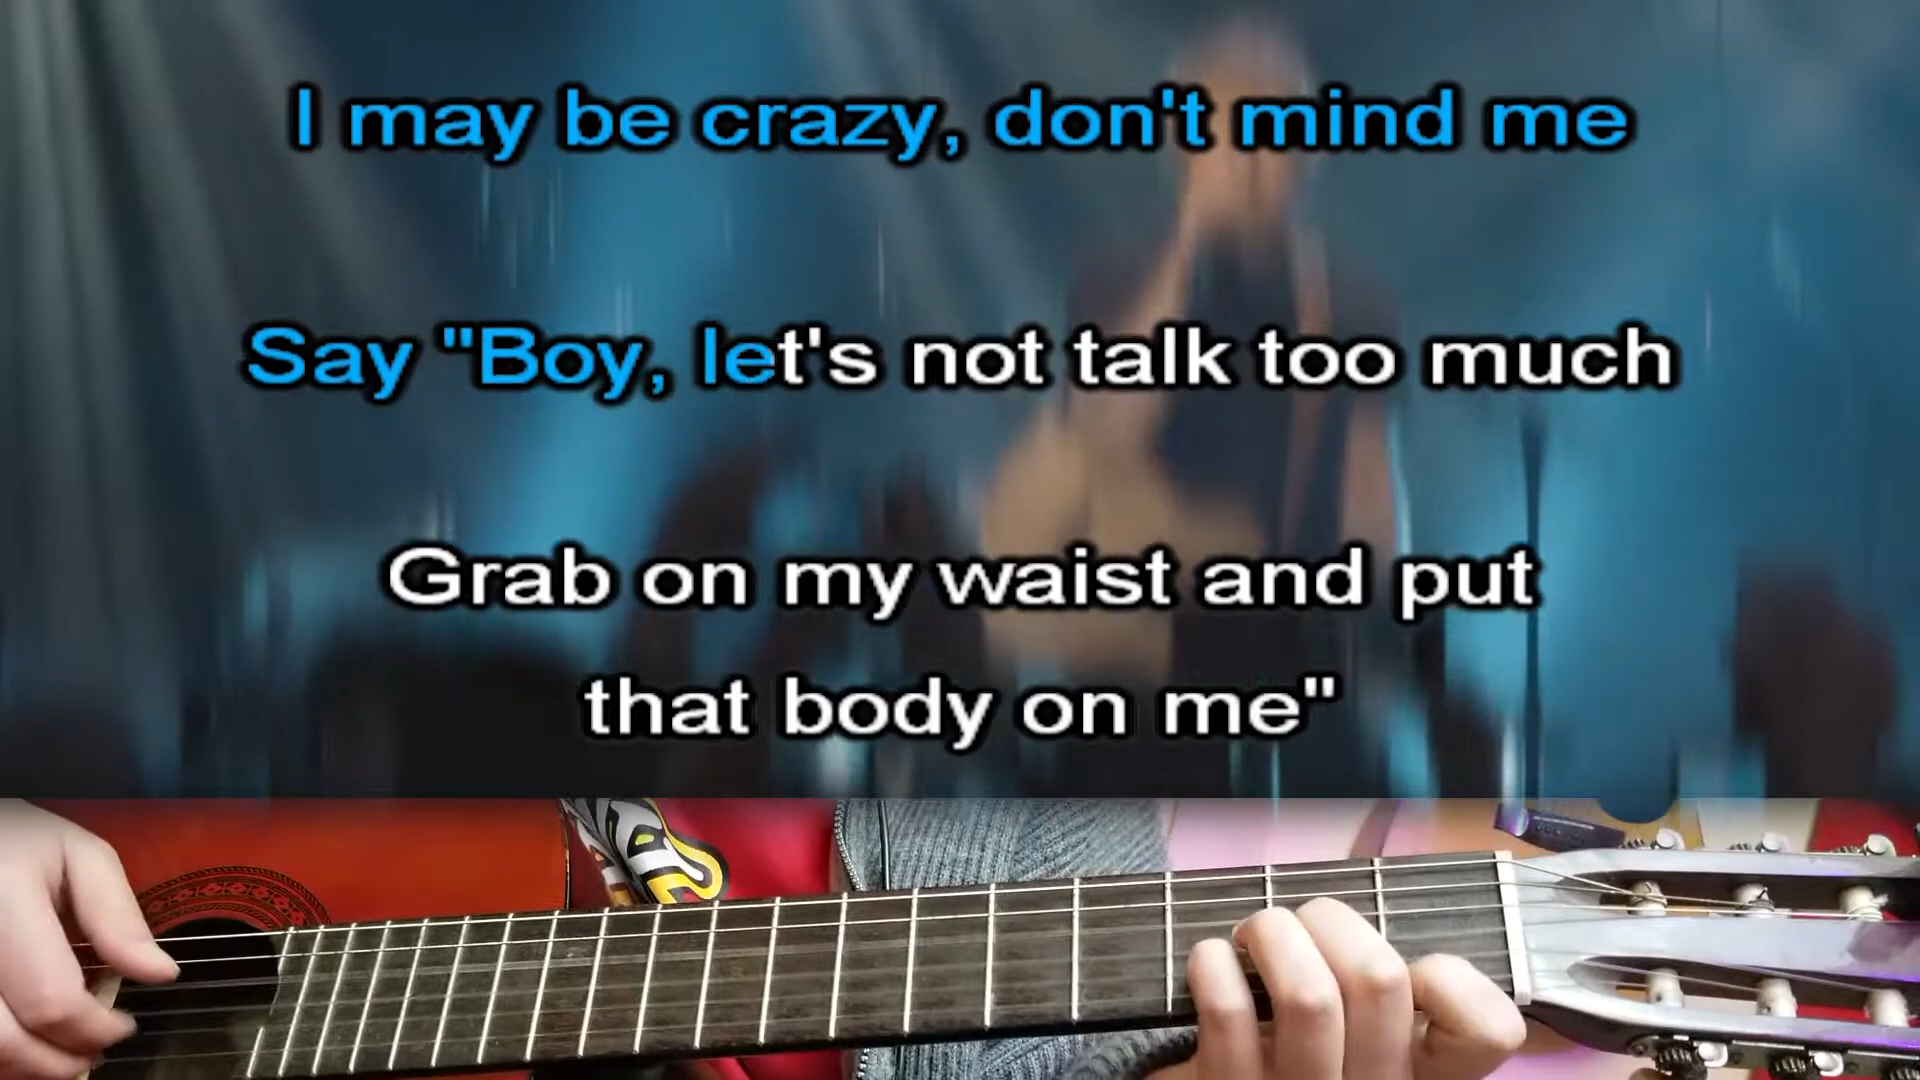 I may be crazy, don't mind me
Say "Boy, let's not talk too much
Grab on my waist and put
that body on me"